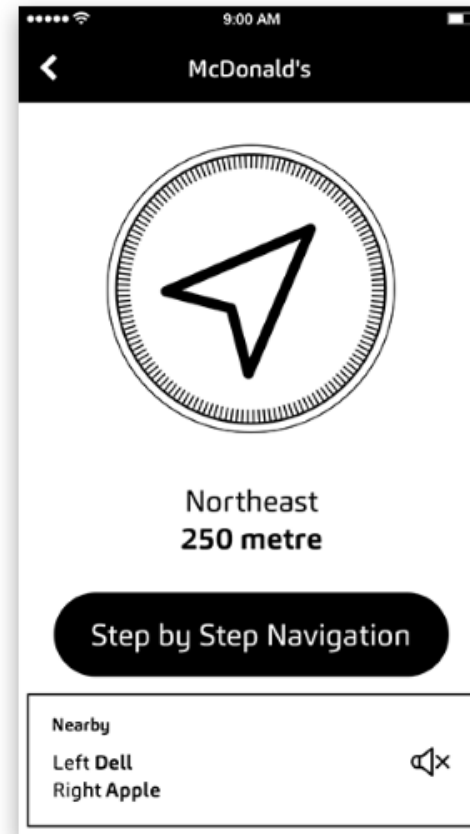 9:00 AM
McDonald's
Northeast
250 metre
Step by Step Navigation
Nearby
Left Dell
Right Apple